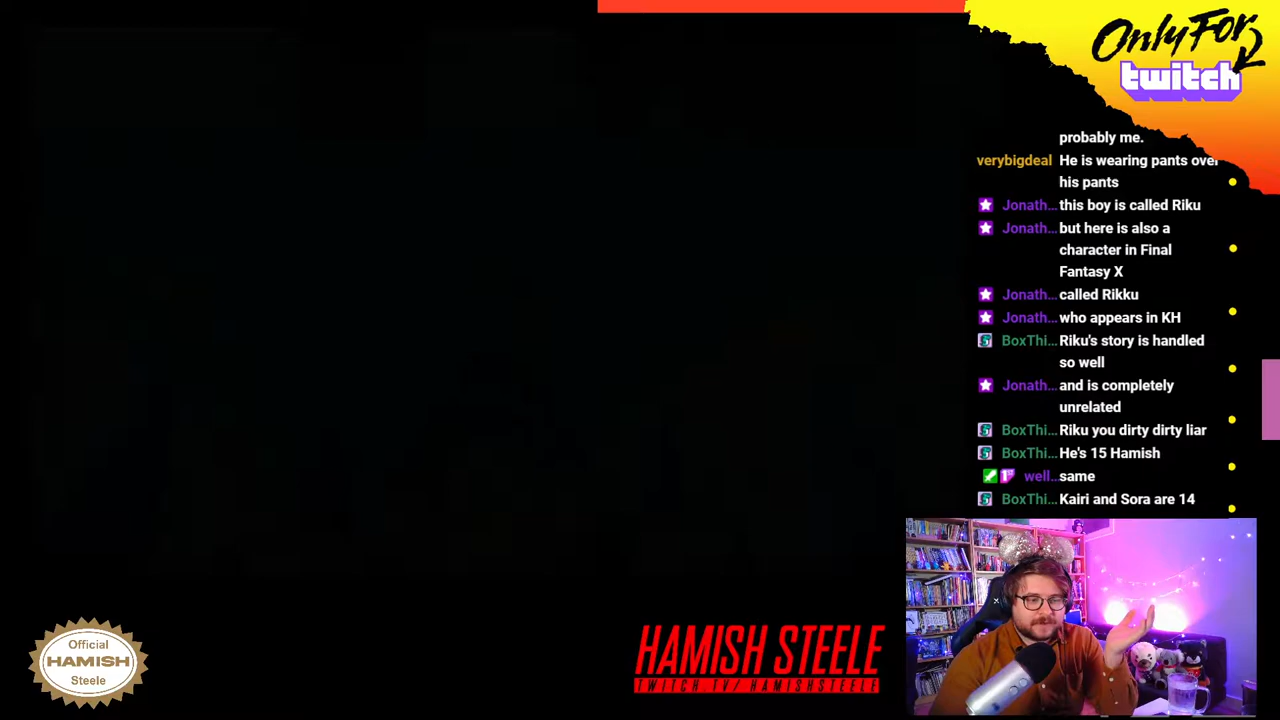 OnlyFor
twitch
probably me.
verybigdeal He is wearing pants over
his pants
Jonath... this boy is called Riku
Jonath... but here is also a
character in Final
Fantasy X
Jonath... called Rikku
Jonath... who appears in KH
BoxThi... Riku's story is handled
so well
Jonath... and is completely
unrelated
BoxThi... Riku you dirty dirty liar
BoxThi... He's 15 Hamish
well... same
BoxThi... Kairi and Sora are 14
Official
HAMISH
Steele
HAMISH STEELE
TWITCH.TV/HAMISHSTEELE